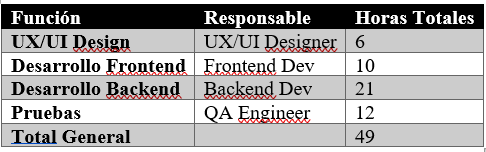 Función Responsable Horas Totales
UX/UI Design UX/UI Designer 6
Desarrollo Frontend Frontend Dev 10
Desarrollo Backend Backend Dev 21
Pruebas QA Engineer 12
Total General 49